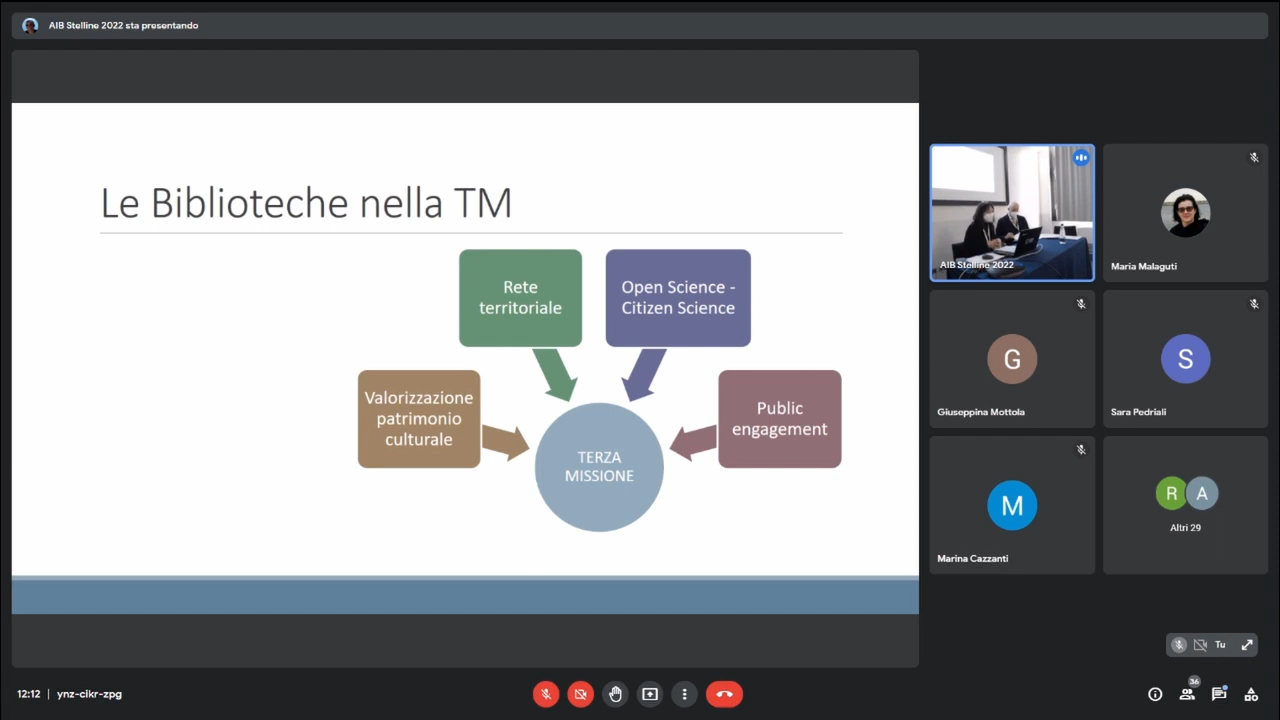 AIB Stelline 2022 sta presentando
Le Biblioteche nella TM
Rete
territoriale
Open Science -
Citizen Science
Valorizzazione
patrimonio
culturale
Public
engagement
TERZA
MISSIONE
AIB Stelline 2022
Maria Malaguti
G
Giuseppina Mottola
S
Sara Pedriali
M
Marina Cazzanti
R
A
Altri 29
Tu
12:12 | ynz-cikr-zpg
36